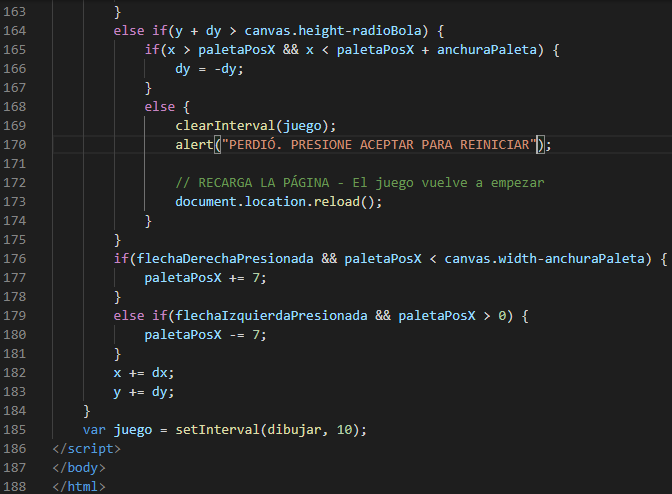 163         }
164         else if(y + dy > canvas.height-radioBola) {
165             if(x > paletaPosX && x < paletaPosX + anchuraPaleta) {
166                 dy = -dy;
167             }
168             else {
169                 clearInterval(juego);
170                 alert("PERDIÓ. PRESIONE ACEPTAR PARA REINICIAR");
171
172                 // RECARGA LA PÁGINA - El juego vuelve a empezar
173                 document.location.reload();
174             }
175         }
176         if(flechaDerechaPresionada && paletaPosX < canvas.width-anchuraPaleta) {
177             paletaPosX += 7;
178         }
179         else if(flechaIzquierdaPresionada && paletaPosX > 0) {
180             paletaPosX -= 7;
181         }
182         x += dx;
183         y += dy;
184     }
185     var juego = setInterval(dibujar, 10);
186 </script>
187 </body>
188 </html>